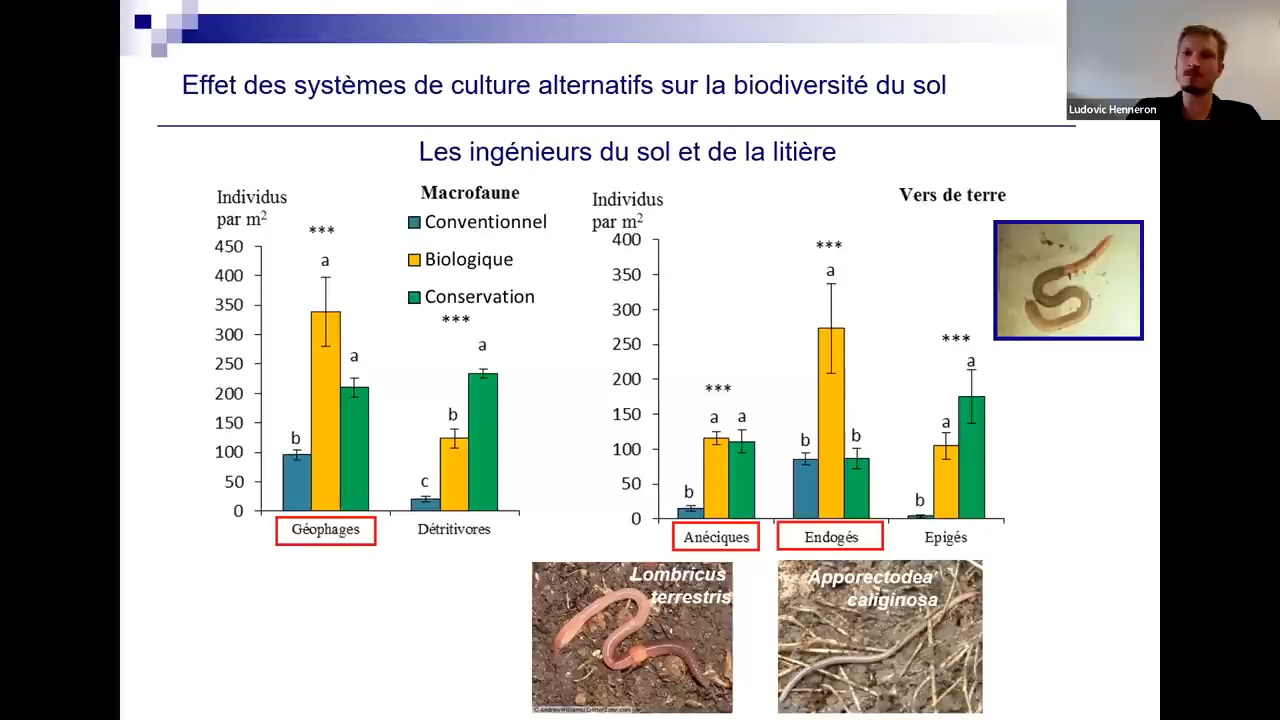 Effet des systèmes de culture alternatifs sur la biodiversité du sol
Ludovic Henneron
Les ingénieurs du sol et de la litière
Individus
par m²
Macrofaune
Conventionnel
Biologique
Conservation
450
400
350
300
250
200
150
100
50
0
***
b
a
a
***
c
b
a
Géophages
Détritivores
Individus
par m²
Vers de terre
400
350
300
250
200
150
100
50
0
***
b
a
a
***
b
a
b
***
b
a
a
Anéciques
Endogés
Epigés
Lombricus
terrestris
Apporectodea
caliginosa